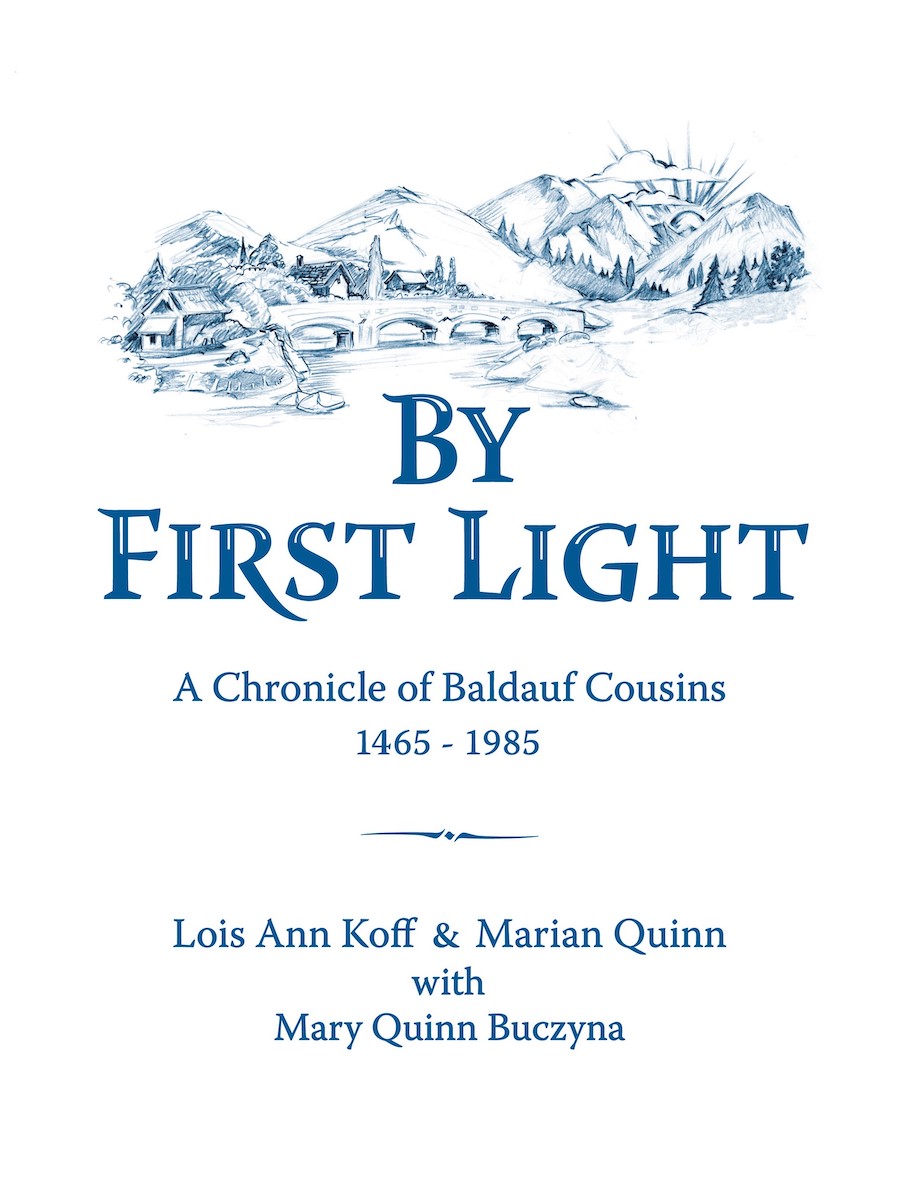 By
First Light
A Chronicle of Baldauf Cousins
1465 - 1985
Lois Ann Koff & Marian Quinn
with
Mary Quinn Buczyna